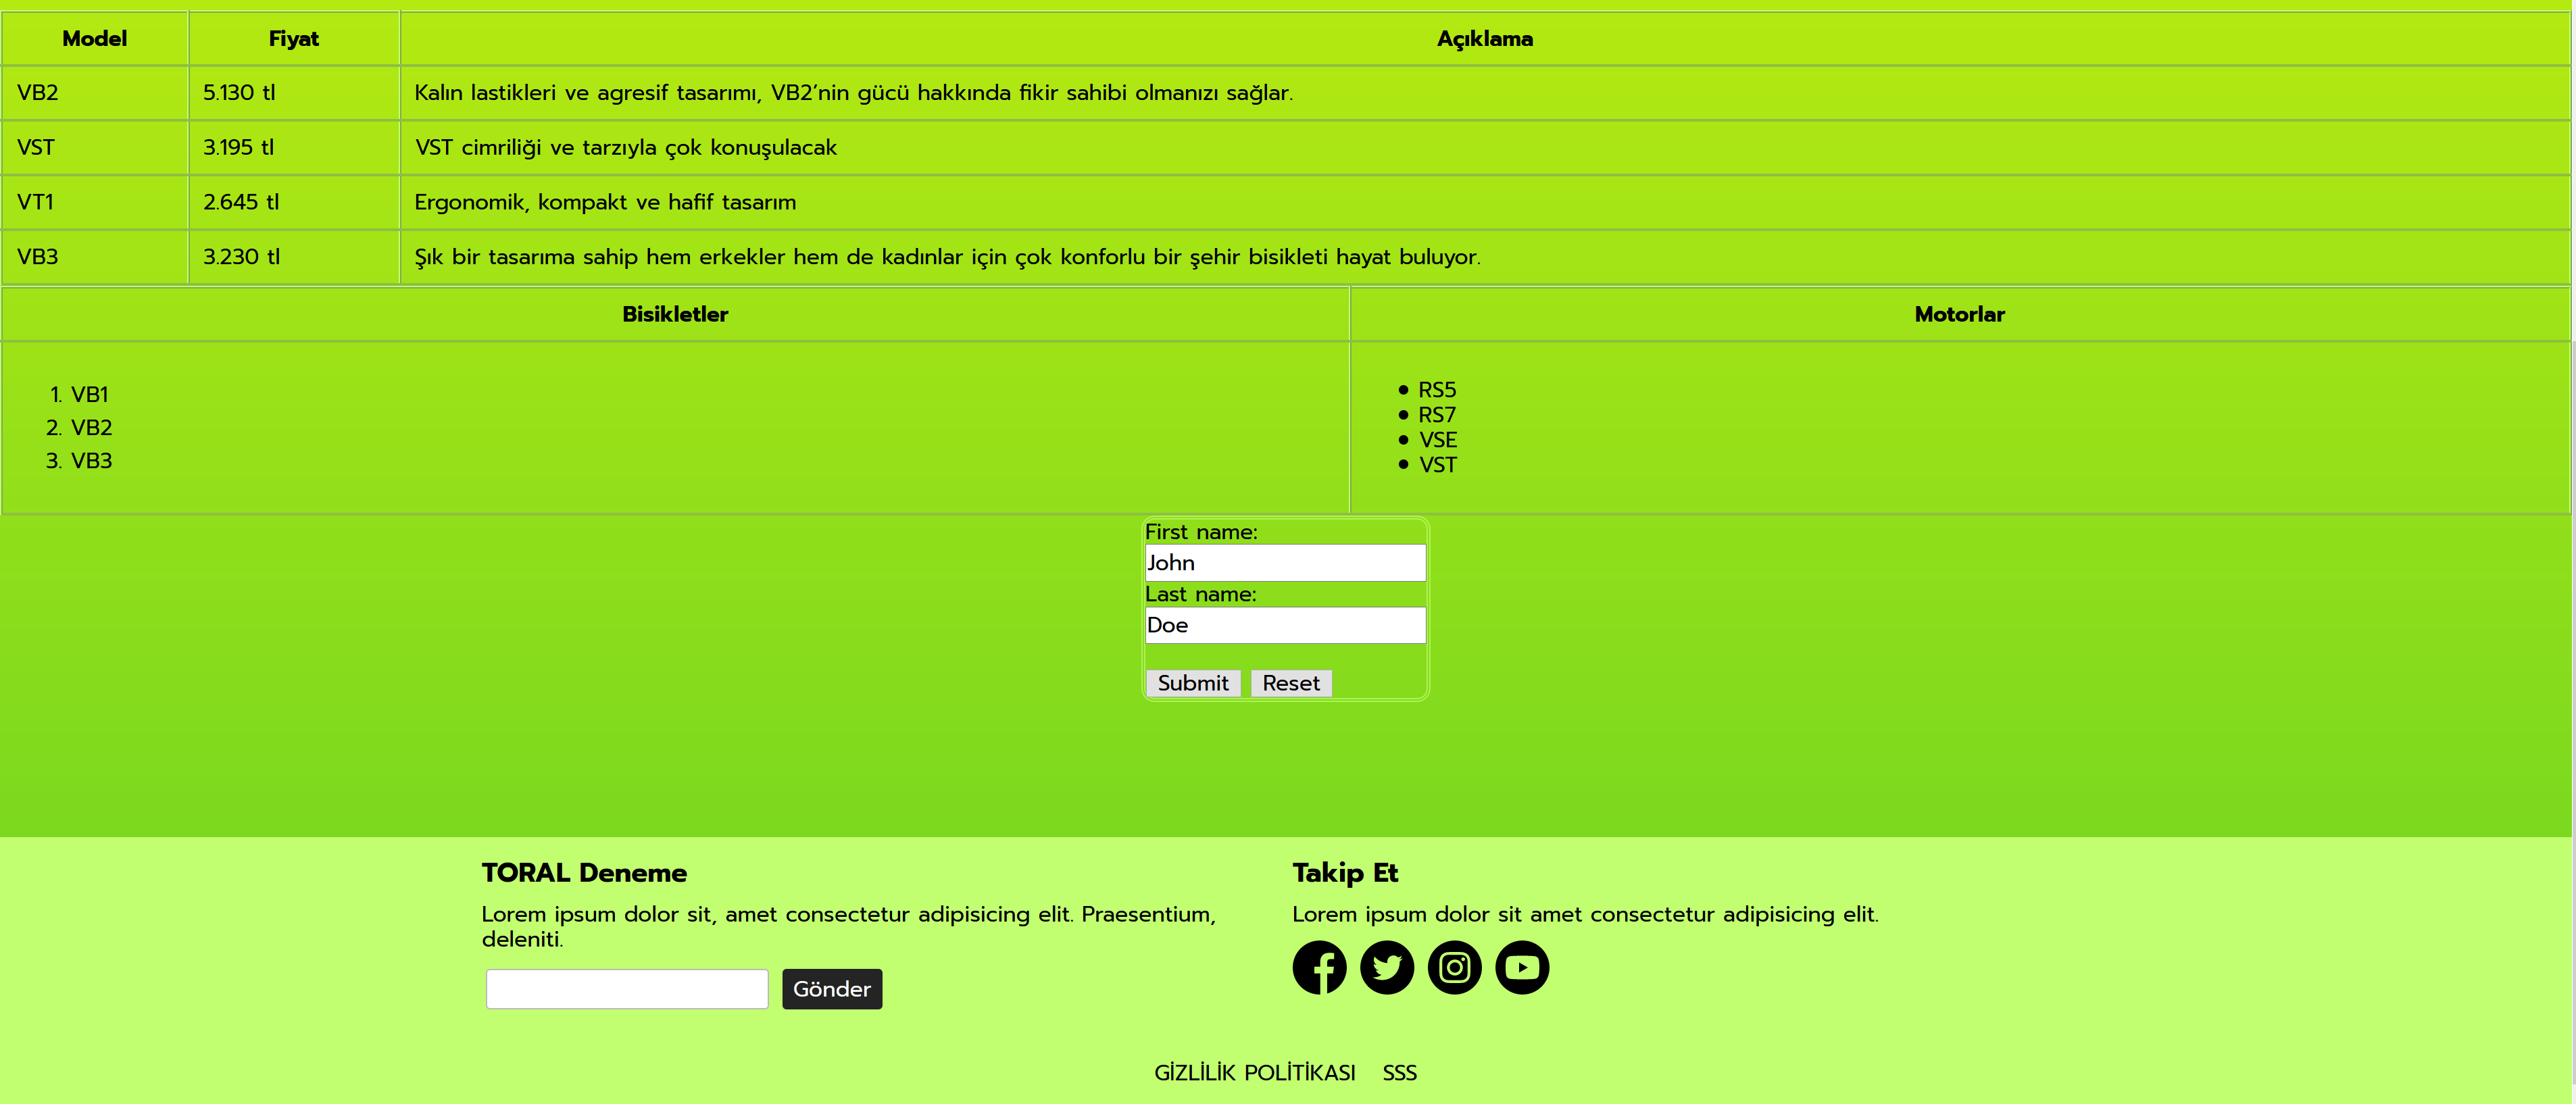 Model Fiyat Açıklama
VB2 5.130 tl Kalın lastikleri ve agresif tasarımı, VB2’nin gücü hakkında fikir sahibi olmanızı sağlar.
VST 3.195 tl VST cimriliği ve tarzıyla çok konuşulacak
VT1 2.645 tl Ergonomik, kompakt ve hafif tasarım
VB3 3.230 tl Şık bir tasarıma sahip hem erkekler hem de kadınlar için çok konforlu bir şehir bisikleti hayat buluyor.
Bisikletler Motorlar
1. VB1
2. VB2
3. VB3
• RS5
• RS7
• VSE
• VST
First name:
John
Last name:
Doe
Submit Reset
TORAL Deneme
Lorem ipsum dolor sit, amet consectetur adipisicing elit. Praesentium,
deleniti.
Gönder
Takip Et
Lorem ipsum dolor sit amet consectetur adipisicing elit.
GİZLİLİK POLİTİKASI SSS